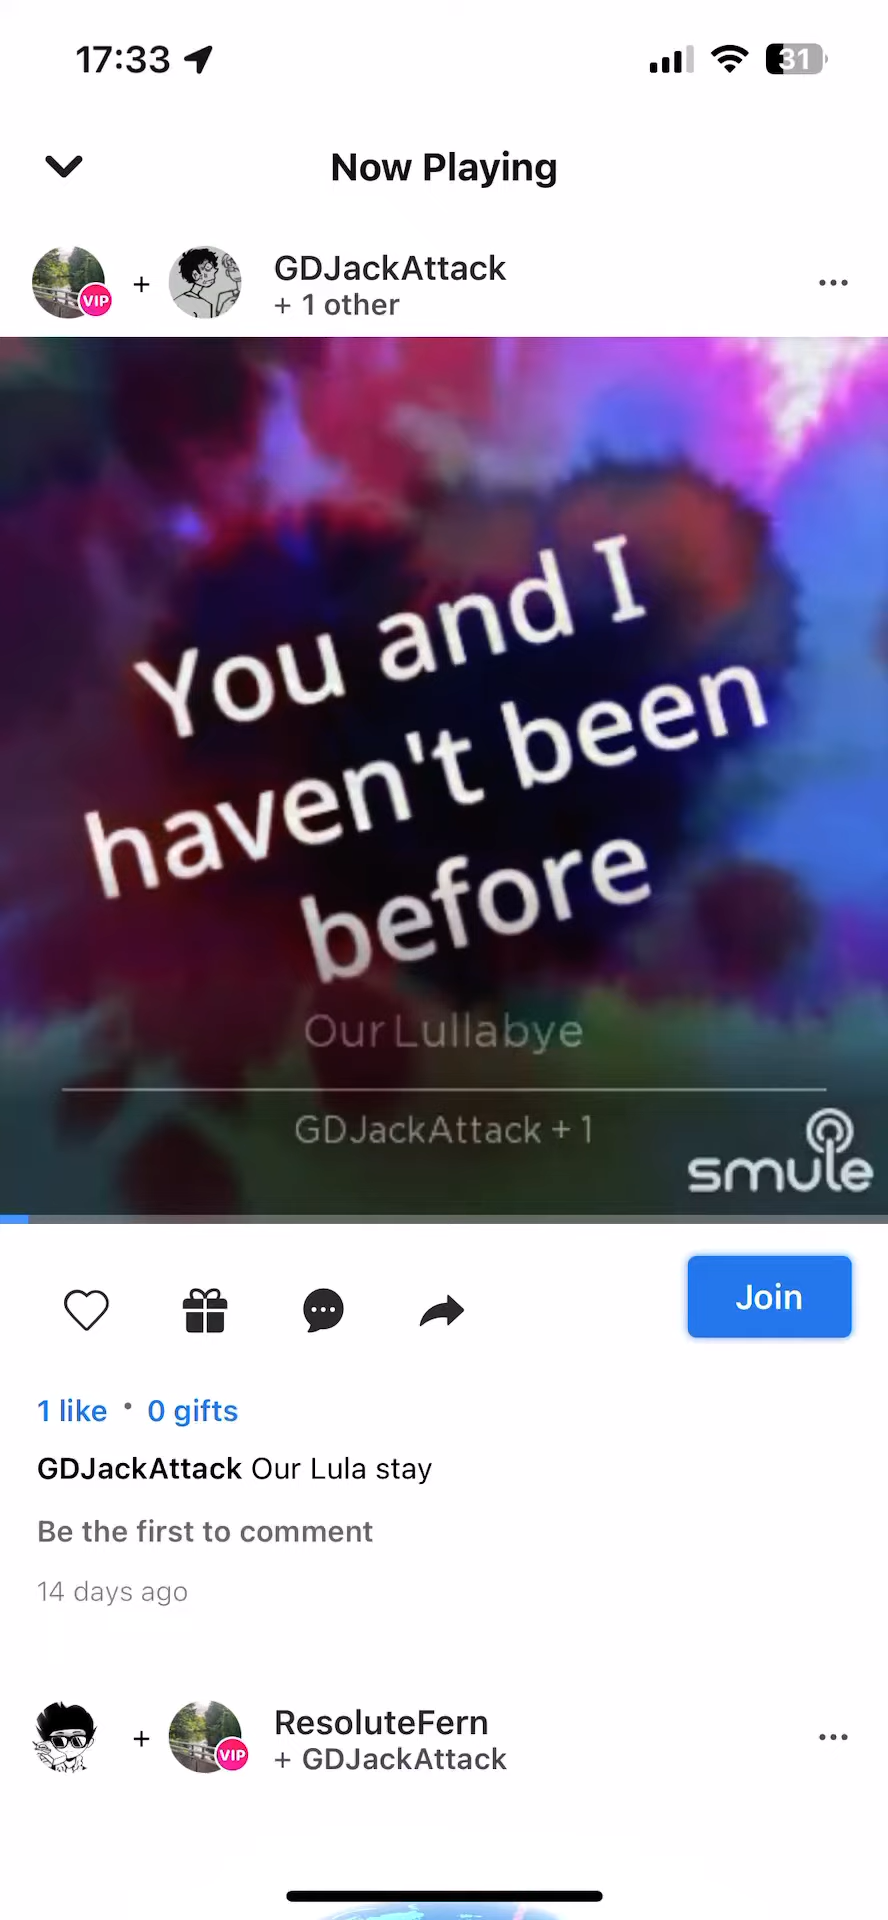 17:33
31
Now Playing
VIP
+
GDJackAttack
+ 1 other
You and I
haven't been
before
Our Lullabye
GDJackAttack + 1
smule
Join
1 like · 0 gifts
GDJackAttack Our Lula stay
Be the first to comment
14 days ago
+
VIP
ResoluteFern
+ GDJackAttack